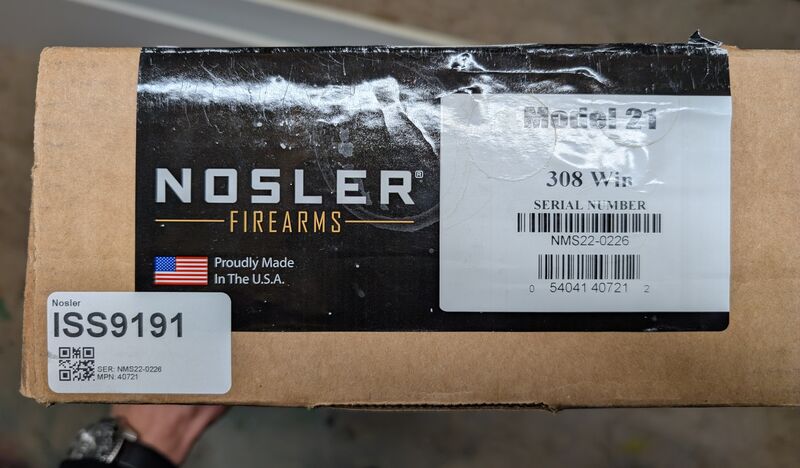 NOSLER®
FIREARMS
Proudly Made
In The U.S.A.
Model 21
308 Win
SERIAL NUMBER
NMS22-0226
0 54041 40721 2
Nosler
ISS9191
SER: NMS22-0226
MPN: 40721